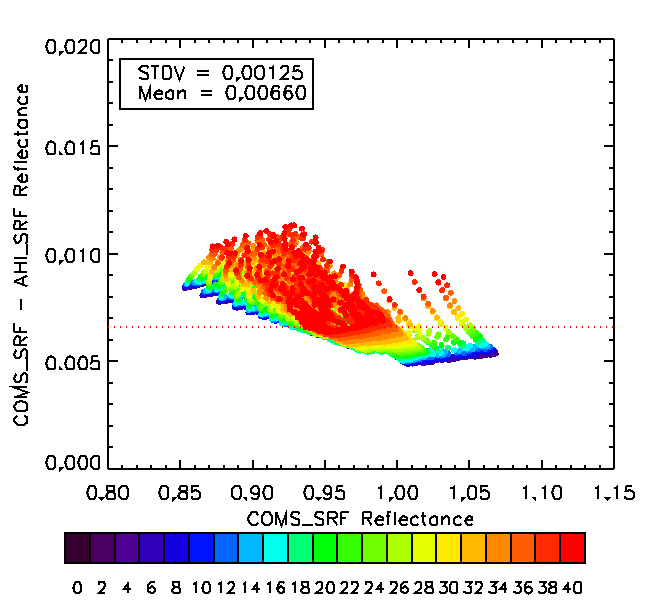 0.020
STDV = 0.00125
Mean = 0.00660
0.015
0.010
0.005
0.000
COMS_SRF - AHI_SRF Reflectance
0.80 0.85 0.90 0.95 1.00 1.05 1.10 1.15
COMS_SRF Reflectance
0 2 4 6 8 10 12 14 16 18 20 22 24 26 28 30 32 34 36 38 40